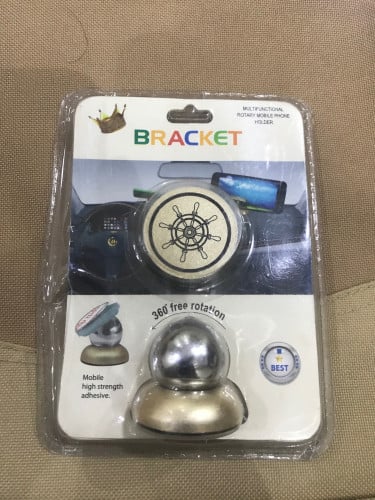 MULTIFUNCTIONAL
ROTARY MOBILE PHONE
HOLDER
BRACKET
360° free rotation
Mobile
high strength
adhesive.
BEST